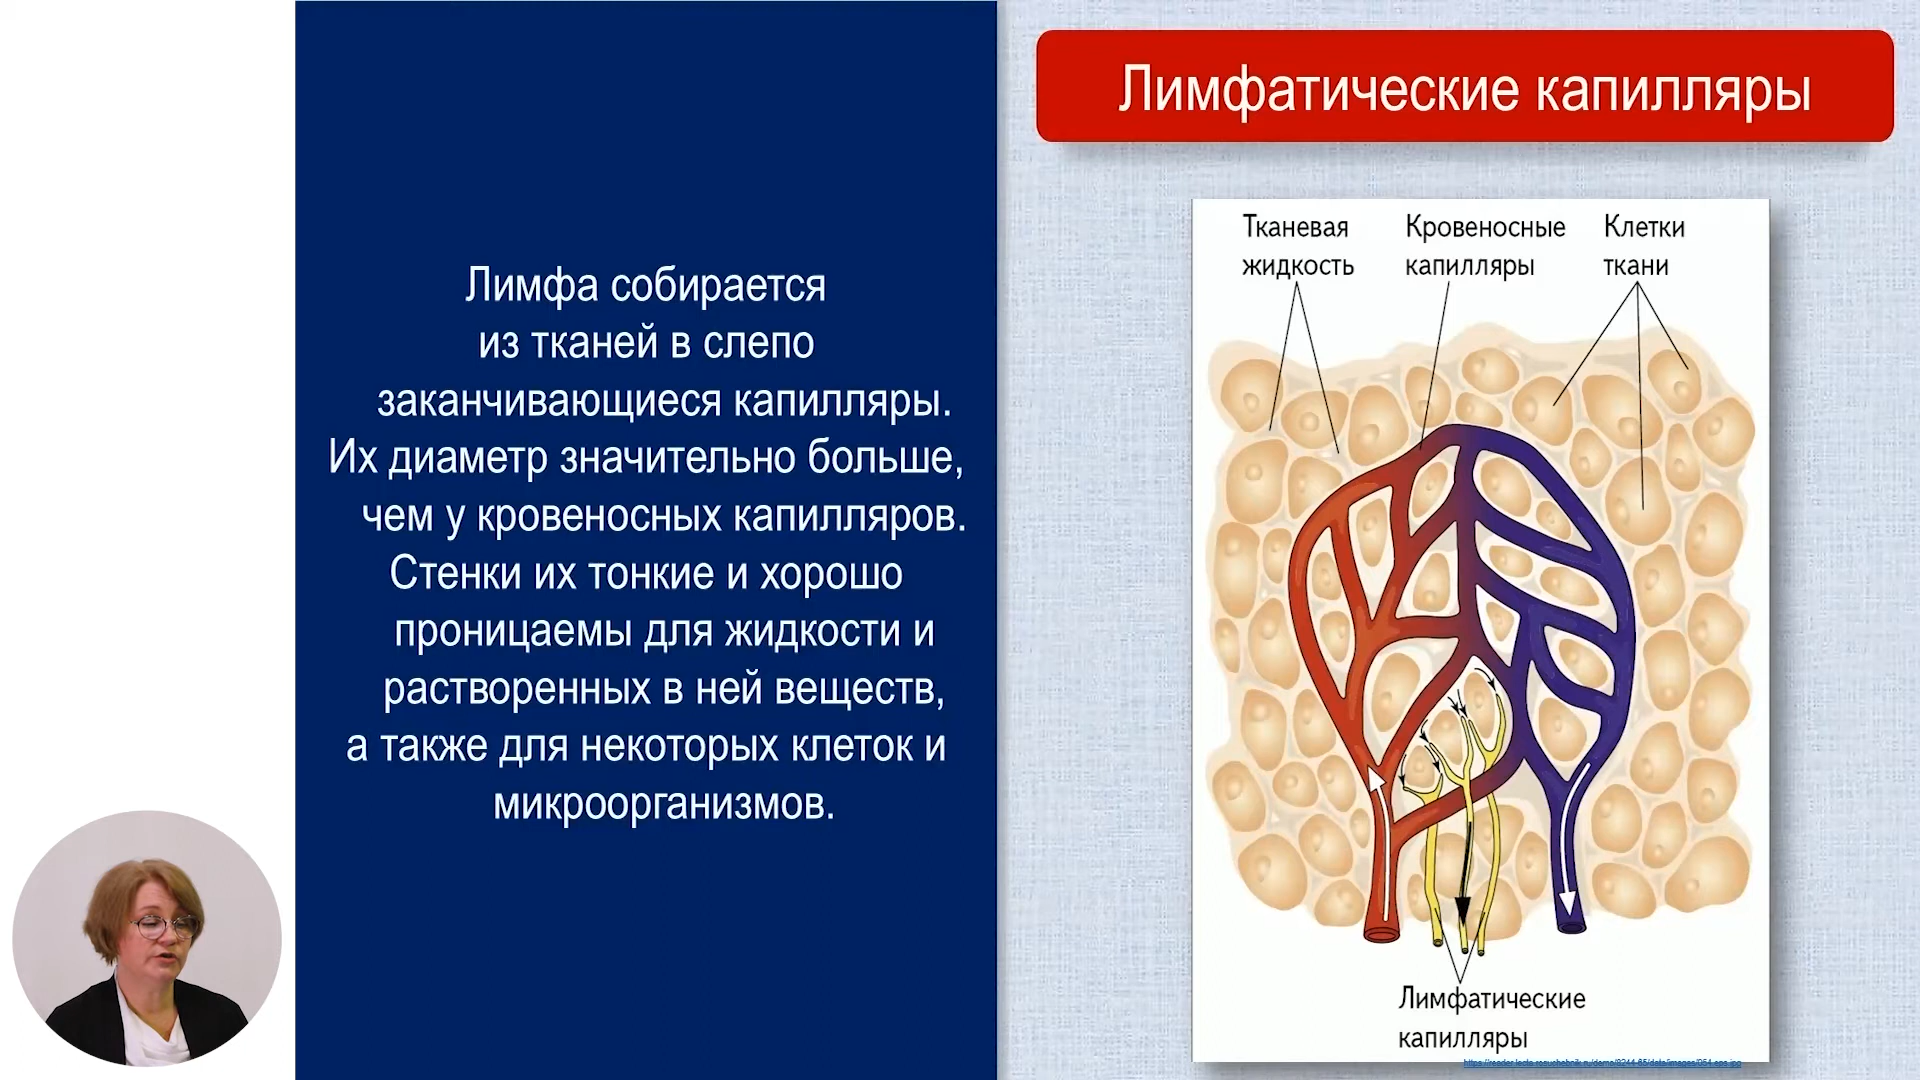 Лимфатические капилляры
Лимфа собирается
из тканей в слепо
заканчивающиеся капилляры.
Их диаметр значительно больше,
чем у кровеносных капилляров.
Стенки их тонкие и хорошо
проницаемы для жидкости и
растворенных в ней веществ,
а также для некоторых клеток и
микроорганизмов.
Тканевая
жидкость
Кровеносные
капилляры
Клетки
ткани
Лимфатические
капилляры